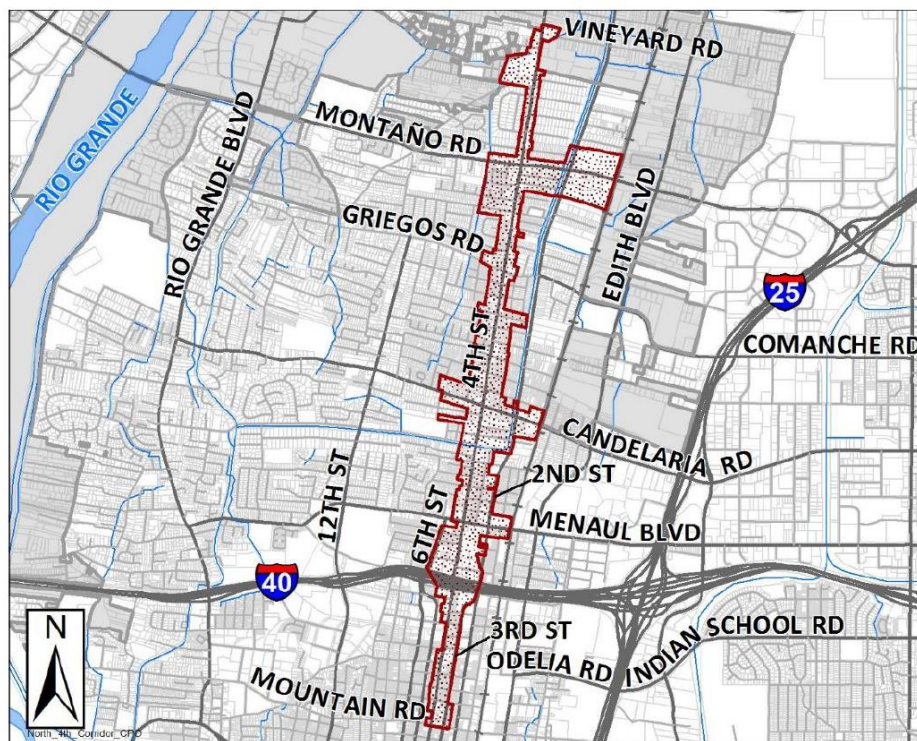 VINEYARD RD
RIO GRANDE
MONTAÑO RD
RIO GRANDE BLVD
GRIEGOS RD
EDITH BLVD
25
4TH ST
COMANCHE RD
CANDELARIA RD
2ND ST
12TH ST
6TH ST
MENAUL BLVD
40
N
3RD ST
ODELIA RD
INDIAN SCHOOL RD
MOUNTAIN RD
North_4th_Corridor_CPO